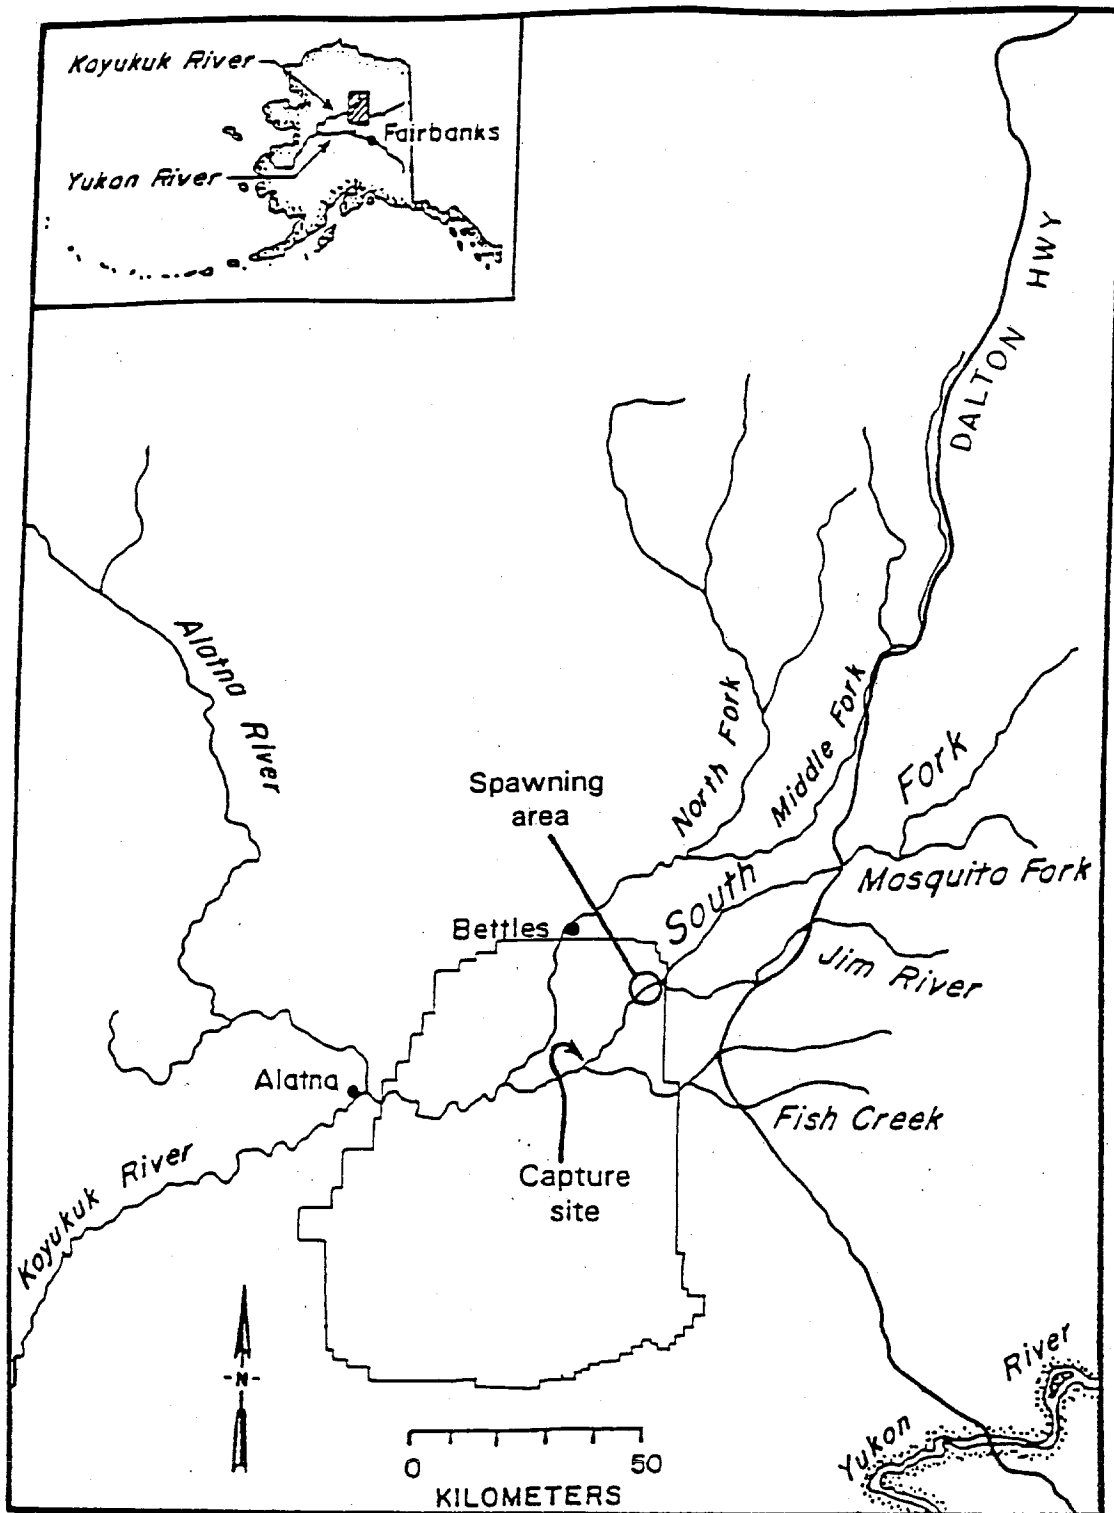 Koyukuk River
Fairbanks
Yukon River
DALTON HWY
Alatna River
North Fork
Middle Fork
Fork
Spawning
area
South
Mosquito Fork
Bettles
Jim River
Alatna
Fish Creek
Capture
site
Koyukuk River
-N-
River
Yukon
0 50
KILOMETERS